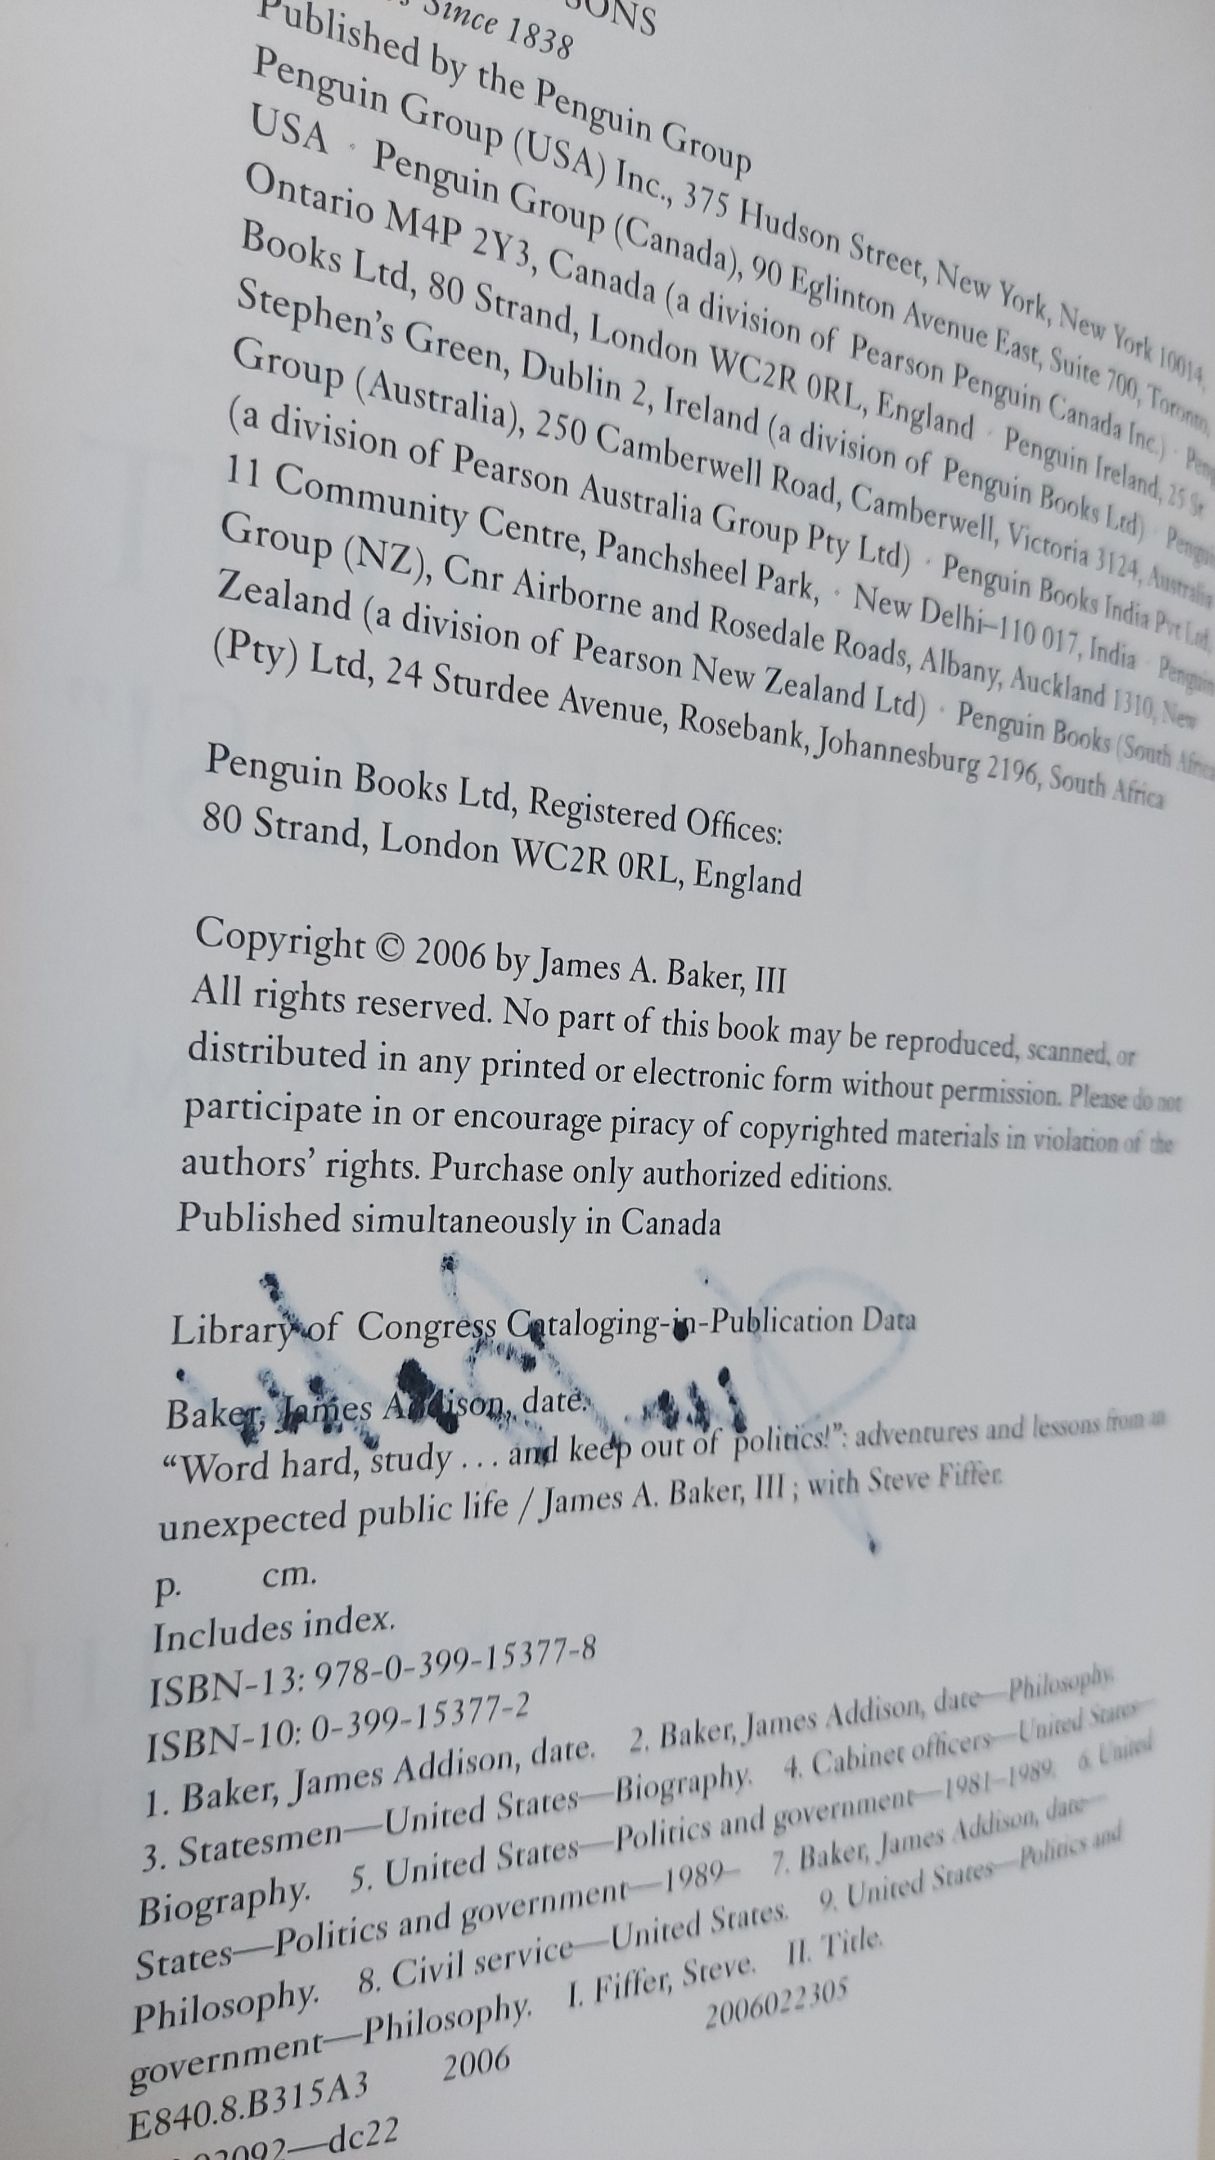 SONS
Since 1838
Published by the Penguin Group
Penguin Group (USA) Inc., 375 Hudson Street, New York, New York 10014,
USA · Penguin Group (Canada), 90 Eglinton Avenue East, Suite 700, Toronto,
Ontario M4P 2Y3, Canada (a division of Pearson Penguin Canada Inc.) ·
Books Ltd, 80 Strand, London WC2R 0RL, England · Penguin Ireland, 25 St
Stephen's Green, Dublin 2, Ireland (a division of Penguin Books Ltd) · Penguin
Group (Australia), 250 Camberwell Road, Camberwell, Victoria 3124, Australia
(a division of Pearson Australia Group Pty Ltd) · Penguin Books India Pvt Ltd,
11 Community Centre, Panchsheel Park, · New Delhi–110 017, India · Penguin
Group (NZ), Cnr Airborne and Rosedale Roads, Albany, Auckland 1310, New
Zealand (a division of Pearson New Zealand Ltd) · Penguin Books (South Africa
(Pty) Ltd, 24 Sturdee Avenue, Rosebank, Johannesburg 2196, South Africa
Penguin Books Ltd, Registered Offices:
80 Strand, London WC2R 0RL, England
Copyright © 2006 by James A. Baker, III
All rights reserved. No part of this book may be reproduced, scanned, or
distributed in any printed or electronic form without permission. Please do not
participate in or encourage piracy of copyrighted materials in violation of the
authors' rights. Purchase only authorized editions.
Published simultaneously in Canada
Library of Congress Cataloging-in-Publication Data
Baker, James Addison, date.
"Word hard, study . . . and keep out of politics!": adventures and lessons from an
unexpected public life / James A. Baker, III ; with Steve Fiffer.
p. cm.
Includes index.
ISBN-13: 978-0-399-15377-8
ISBN-10: 0-399-15377-2
1. Baker, James Addison, date. 2. Baker, James Addison, date—Philosophy.
3. Statesmen—United States—Biography. 4. Cabinet officers—United States—
Biography. 5. United States—Politics and government—1981–1989. 6. United
States—Politics and government—1989– 7. Baker, James Addison, date—
Philosophy. 8. Civil service—United States. 9. United States—Politics and
government—Philosophy. I. Fiffer, Steve. II. Title.
E840.8.B315A3 2006 2006022305
92—dc22